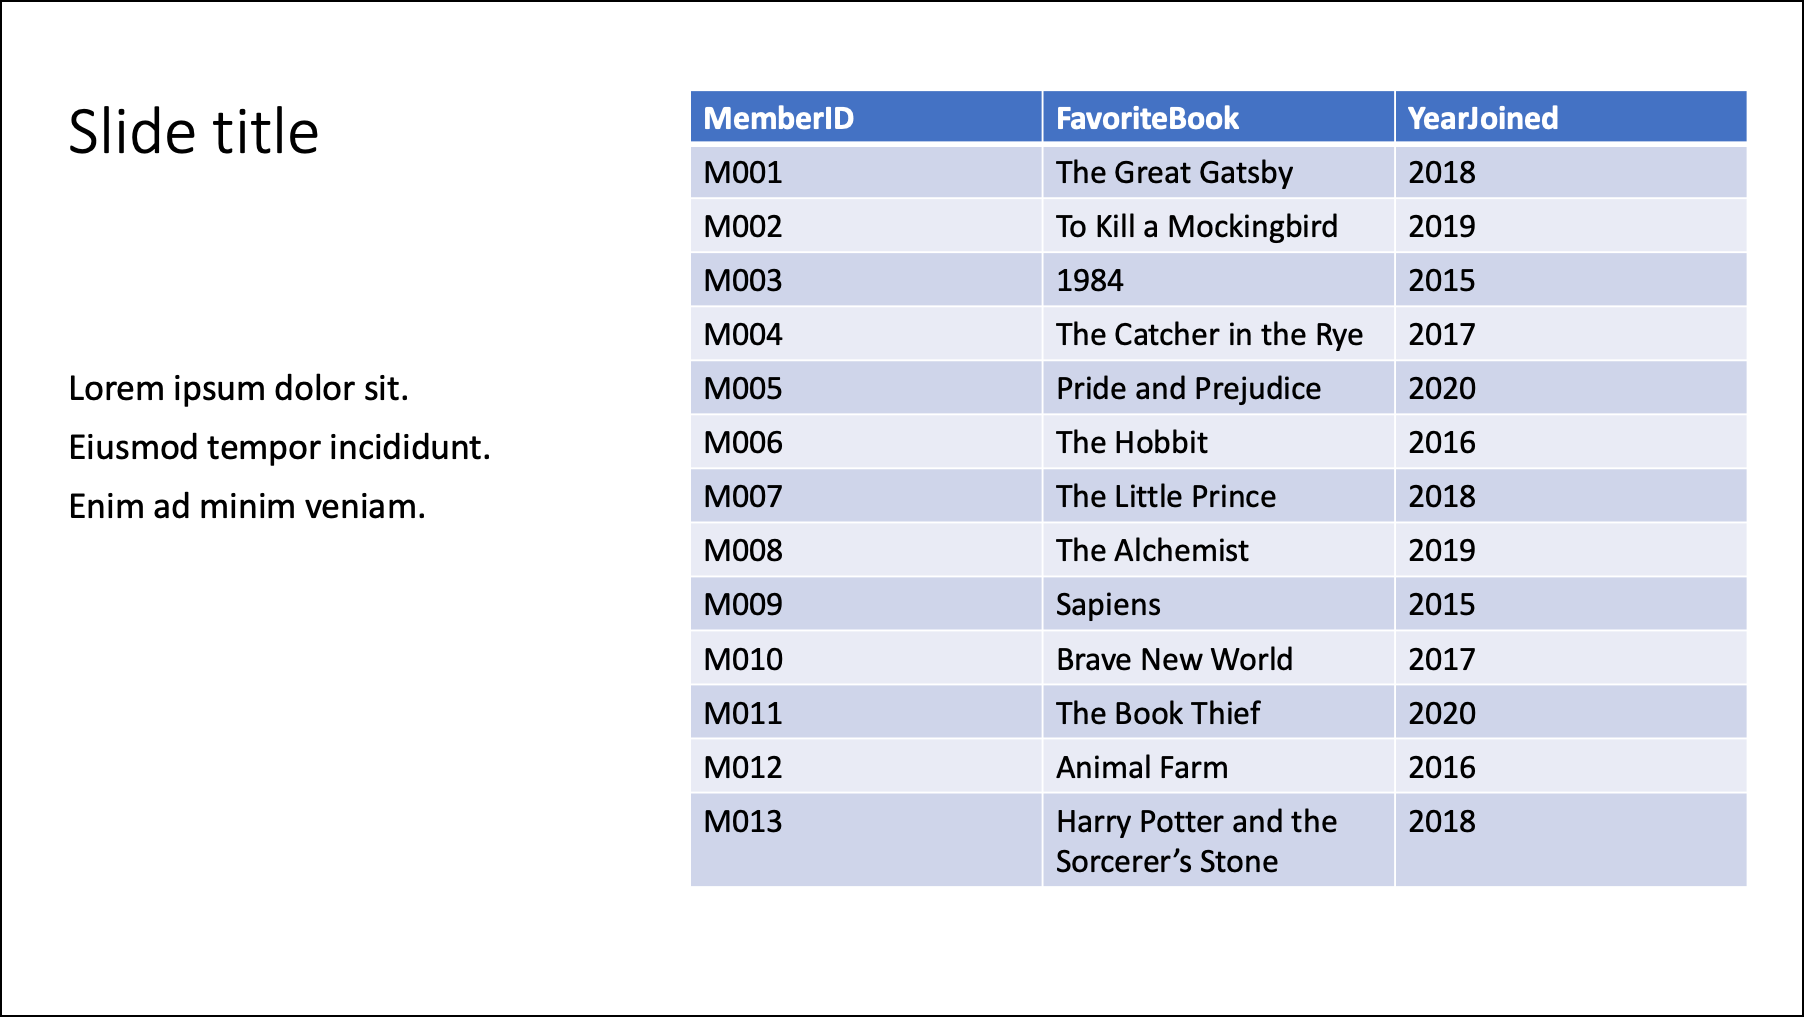 Slide title
Lorem ipsum dolor sit.
Eiusmod tempor incididunt.
Enim ad minim veniam.
MemberID FavoriteBook YearJoined
M001 The Great Gatsby 2018
M002 To Kill a Mockingbird 2019
M003 1984 2015
M004 The Catcher in the Rye 2017
M005 Pride and Prejudice 2020
M006 The Hobbit 2016
M007 The Little Prince 2018
M008 The Alchemist 2019
M009 Sapiens 2015
M010 Brave New World 2017
M011 The Book Thief 2020
M012 Animal Farm 2016
M013 Harry Potter and the 2018
Sorcerer’s Stone